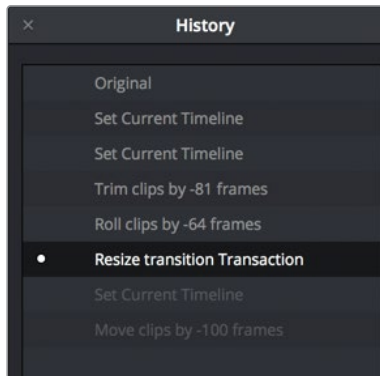 × History
Original
Set Current Timeline
Set Current Timeline
Trim clips by -81 frames
Roll clips by -64 frames
Resize transition Transaction
Set Current Timeline
Move clips by -100 frames